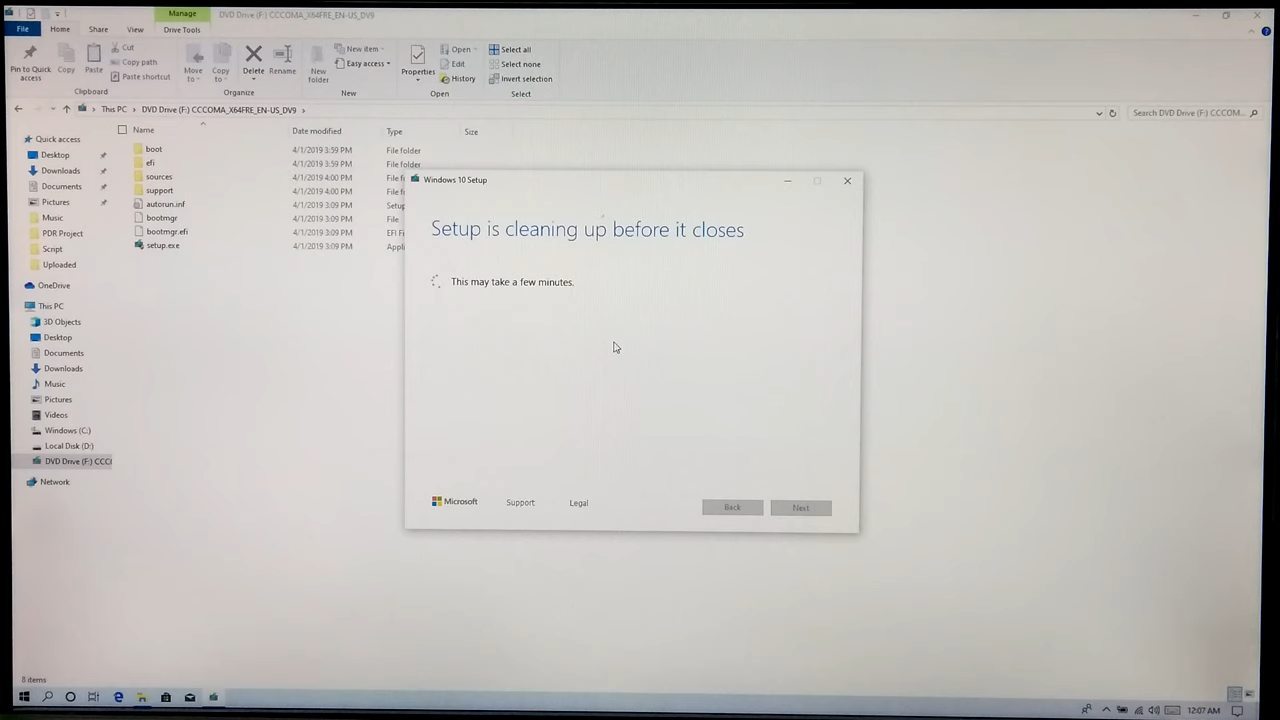 Manage
DVD Drive (F:) CCCOMA_X64FRE_EN-US_DV9
File
Home
Share
View
Drive Tools
Pin to Quick access
Copy
Paste
Cut
Copy path
Paste shortcut
Clipboard
Move to
Copy to
Delete
Rename
Organize
New folder
New item
Easy access
New
Properties
Open
Edit
History
Open
Select all
Select none
Invert selection
Select
This PC > DVD Drive (F:) CCCOMA_X64FRE_EN-US_DV9 >
Search DVD Drive (F:) CCCOM...
Name
Date modified
Type
Size
boot 4/1/2019 3:59 PM File folder
efi 4/1/2019 3:59 PM File folder
sources 4/1/2019 4:00 PM File f
support 4/1/2019 4:00 PM File f
autorun.inf 4/1/2019 3:09 PM Setup
bootmgr 4/1/2019 3:09 PM File
bootmgr.efi 4/1/2019 3:09 PM EFI Fi
setup.exe 4/1/2019 3:09 PM Appli
Quick access
Desktop
Downloads
Documents
Pictures
Music
PDR Project
Script
Uploaded
OneDrive
This PC
3D Objects
Desktop
Documents
Downloads
Music
Pictures
Videos
Windows (C:)
Local Disk (D:)
DVD Drive (F:) CCCI
Network
Windows 10 Setup
Setup is cleaning up before it closes
This may take a few minutes.
Microsoft
Support
Legal
Back
Next
8 items
12:07 AM